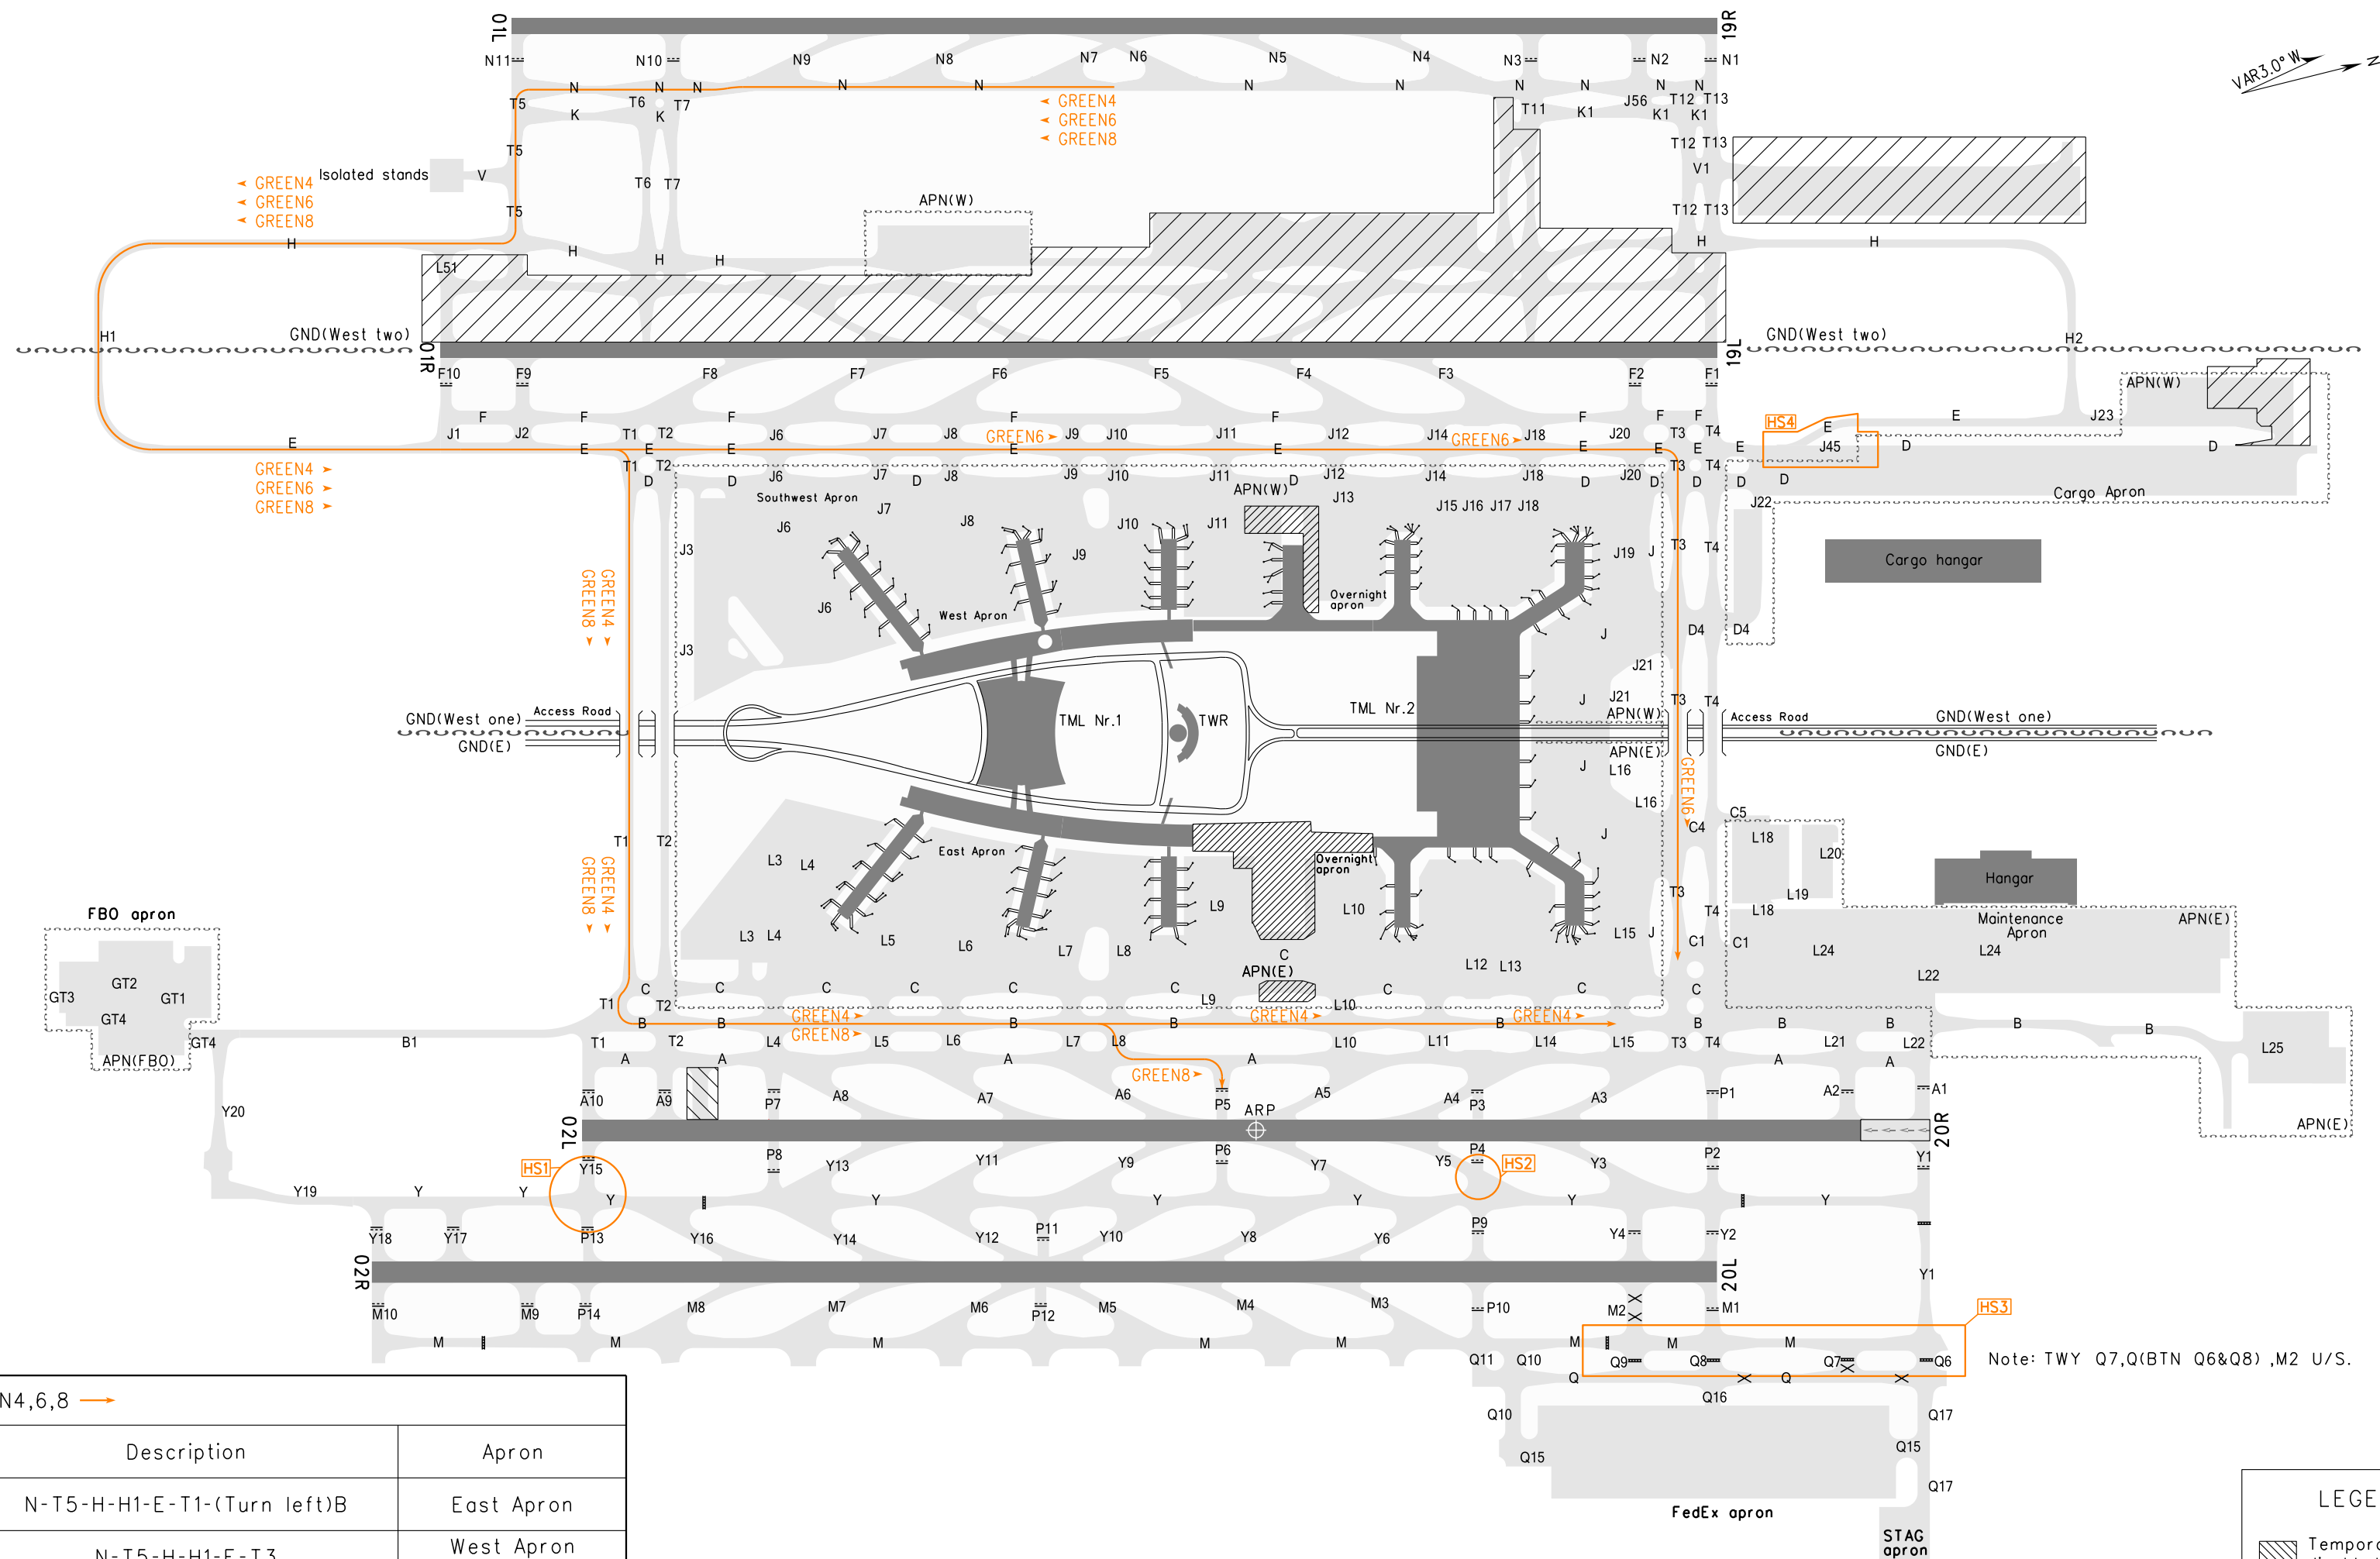 01L
19R
N11
N10
N9
N8
N7
N6
N5
N4
N3
N2
N1
VAR3.0° W
N
N
N
N
N
N
N
N
N
N
N
N
T5
T6
T7
GREEN4
T11
J56
T12
T13
K
K
GREEN6
K1
K1
K1
GREEN8
T5
T12
T13
Isolated stands
V
V1
GREEN4
T6
T7
GREEN6
APN(W)
T5
T12
T13
GREEN8
H
H
H
H
H
H
L51
H1
GND(West two)
01R
19L
GND(West two)
H2
F10
F9
F8
F7
F6
F5
F4
F3
F2
F1
APN(W)
F
F
F
F
F
F
F
F
HS4
E
J23
J1
J2
T1
T2
J6
J7
J8
GREEN6
J9
J10
J11
J12
J14
GREEN6
J18
J20
T3
T4
E
E
E
E
E
E
E
E
E
E
E
J45
D
D
GREEN4
T1
T2
T3
T4
GREEN6
D
D
J6
J7
D
J8
J9
J10
J11
D
J12
J14
J18
D
J20
D
D
D
D
GREEN8
Southwest Apron
APN(W)
J13
Cargo Apron
J6
J7
J8
J10
J11
J15
J16
J17
J18
J22
J3
J9
J19
J
T3
T4
Cargo hangar
GREEN8
GREEN4
J6
West Apron
Overnight
apron
J3
J
D4
D4
J21
J
J21
T3
T4
GND(West one)
Access Road
TML Nr.1
TWR
TML Nr.2
APN(W)
Access Road
GND(West one)
GND(E)
APN(E)
GND(E)
J
L16
GREEN6
L16
C5
T1
T2
J
C4
L18
L20
L3
L4
East Apron
Overnight
apron
Hangar
GREEN8
GREEN4
T3
L19
FBO apron
L9
L10
T4
L18
Maintenance
Apron
APN(E)
L3
L4
L5
L6
L7
L8
L15
J
C1
C1
L24
L24
C
L12
L13
APN(E)
L22
GT2
GT3
GT1
C
C
C
C
C
C
C
C
C
T1
T2
L9
L10
GT4
GREEN4
GREEN4
GREEN4
B
B
B
B
B
B
B
B
B
B
GREEN8
GT4
B1
T1
T2
L4
L5
L6
L7
L8
L10
L11
L14
L15
T3
T4
L21
L22
L25
APN(FBO)
A
A
A
A
A
A
GREEN8
Y20
A10
A9
P7
A8
A7
A6
P5
A5
A4
P3
A3
P1
A2
A1
ARP
APN(E)
02L
20R
HS1
Y15
P8
Y13
Y11
Y9
P6
Y7
Y5
P4
HS2
Y3
P2
Y1
Y19
Y
Y
Y
Y
Y
Y
Y
Y
Y18
Y17
P13
Y16
Y14
Y12
P11
Y10
Y8
Y6
P9
Y4
Y2
02R
20L
Y1
M10
M9
P14
M8
M7
M6
P12
M5
M4
M3
P10
M2
M1
HS3
M
M
M
M
M
M
M
M
Q11
Q10
Q9
Q8
Q7
Q6
Note: TWY Q7,Q(BTN Q6&Q8) ,M2 U/S.
Q
Q
Q16
N4,6,8
Q10
Q17
Description
Apron
Q15
Q15
Q17
N-T5-H-H1-E-T1-(Turn left)B
East Apron
LEGE
FedEx apron
N-T5-H-H1-E-T3
West Apron
STAG
apron
Tempora